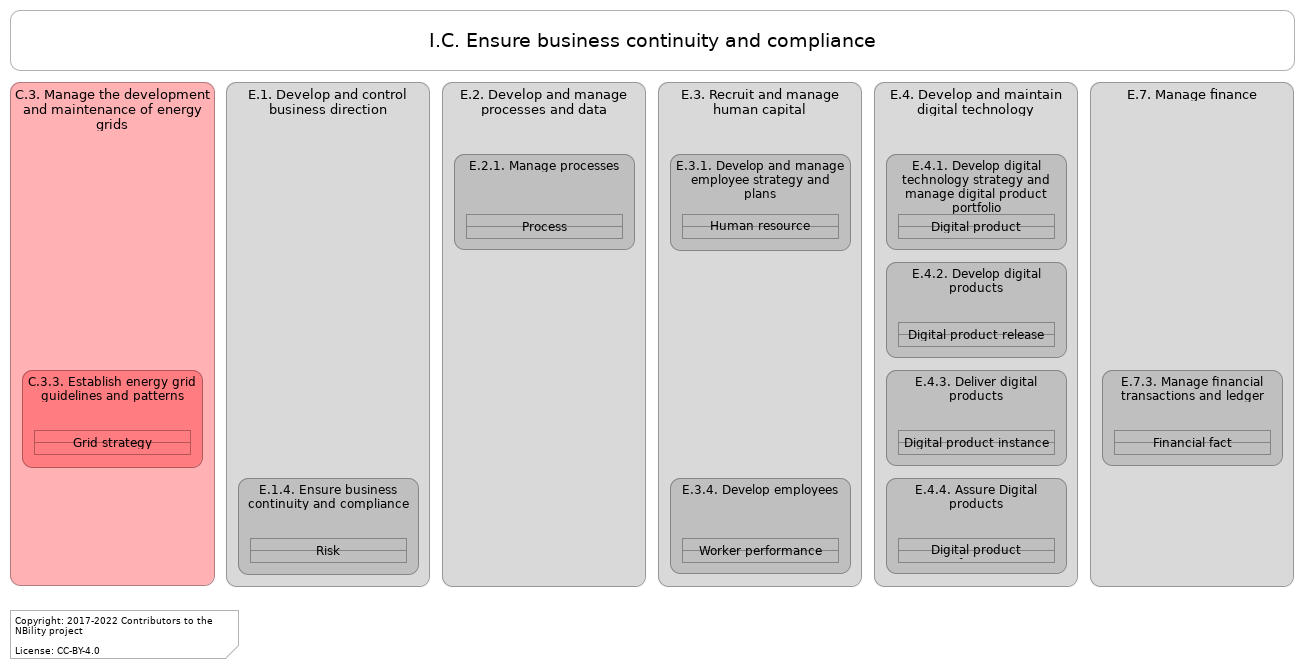 I.C. Ensure business continuity and compliance
C.3. Manage the development
and maintenance of energy
grids
C.3.3. Establish energy grid
guidelines and patterns
Grid strategy
E.1. Develop and control
business direction
E.1.4. Ensure business
continuity and compliance
Risk
E.2. Develop and manage
processes and data
E.2.1. Manage processes
Process
E.3. Recruit and manage
human capital
E.3.1. Develop and manage
employee strategy and
plans
Human resource
E.3.4. Develop employees
Worker performance
E.4. Develop and maintain
digital technology
E.4.1. Develop digital
technology strategy and
manage digital product
portfolio
Digital product
E.4.2. Develop digital
products
Digital product release
E.4.3. Deliver digital
products
Digital product instance
E.4.4. Assure Digital
products
Digital product
E.7. Manage finance
E.7.3. Manage financial
transactions and ledger
Financial fact
Copyright: 2017-2022 Contributors to the
NBility project
License: CC-BY-4.0